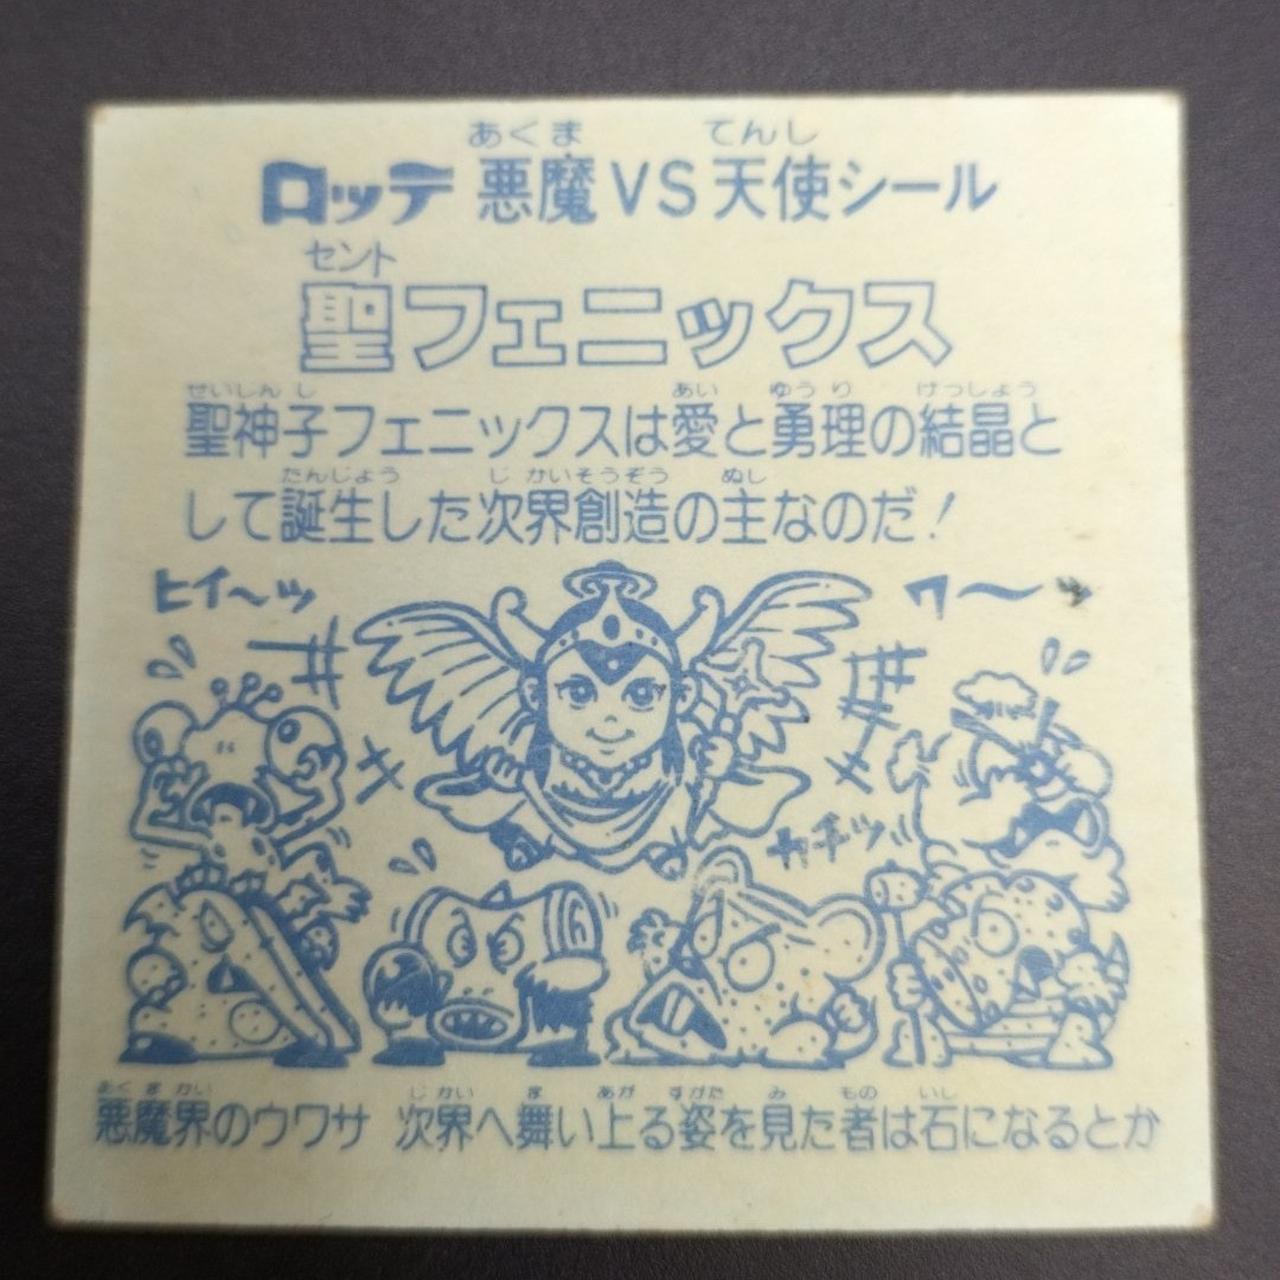 あくま てんし
ロッテ 悪魔VS天使シール
セント
聖フェニックス
せいしんし あい ゆうり けっしょう
聖神子フェニックスは愛と勇理の結晶と
たんじょう じかいそうぞう ぬし
して誕生した次界創造の主なのだ!
ヒイ〜ッ ワ〜
カチッ
あくまかい じかい ま あが すがた み もの いし
悪魔界のウワサ 次界へ舞い上る姿を見た者は石になるとか